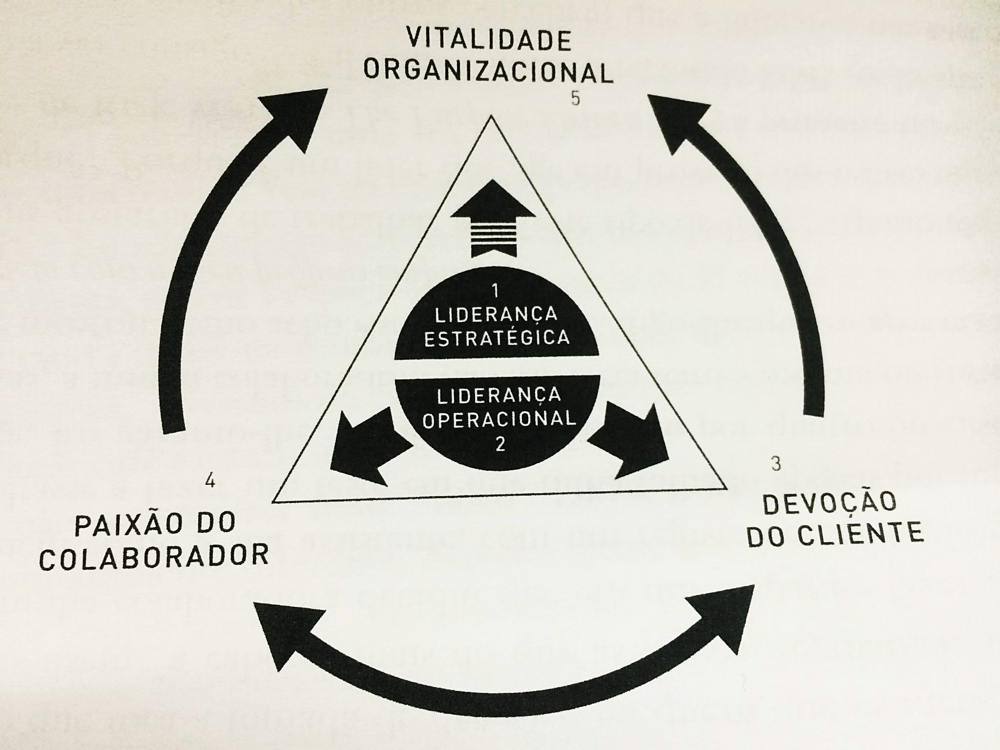 VITALIDADE
ORGANIZACIONAL
5
1
LIDERANÇA
ESTRATÉGICA
LIDERANÇA
OPERACIONAL
2
3
DEVOÇÃO
DO CLIENTE
4
PAIXÃO DO
COLABORADOR